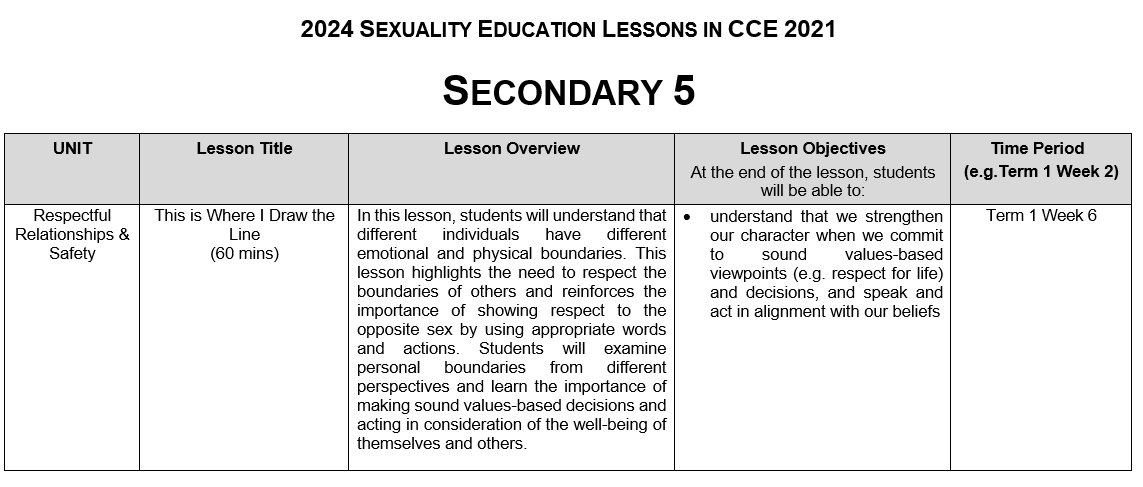 2024 SEXUALITY EDUCATION LESSONS IN CCE 2021
SECONDARY 5
UNIT
Lesson Title
Lesson Overview
Lesson Objectives
At the end of the lesson, students
will be able to:
Time Period
(e.g.Term 1 Week 2)
Respectful
Relationships &
Safety
This is Where I Draw the
Line
(60 mins)
In this lesson, students will understand that
different individuals have different
emotional and physical boundaries. This
lesson highlights the need to respect the
boundaries of others and reinforces the
importance of showing respect to the
opposite sex by using appropriate words
and actions. Students will examine
personal boundaries from different
perspectives and learn the importance of
making sound values-based decisions and
acting in consideration of the well-being of
themselves and others.
• understand that we strengthen
our character when we commit
to sound values-based
viewpoints (e.g. respect for life)
and decisions, and speak and
act in alignment with our beliefs
Term 1 Week 6